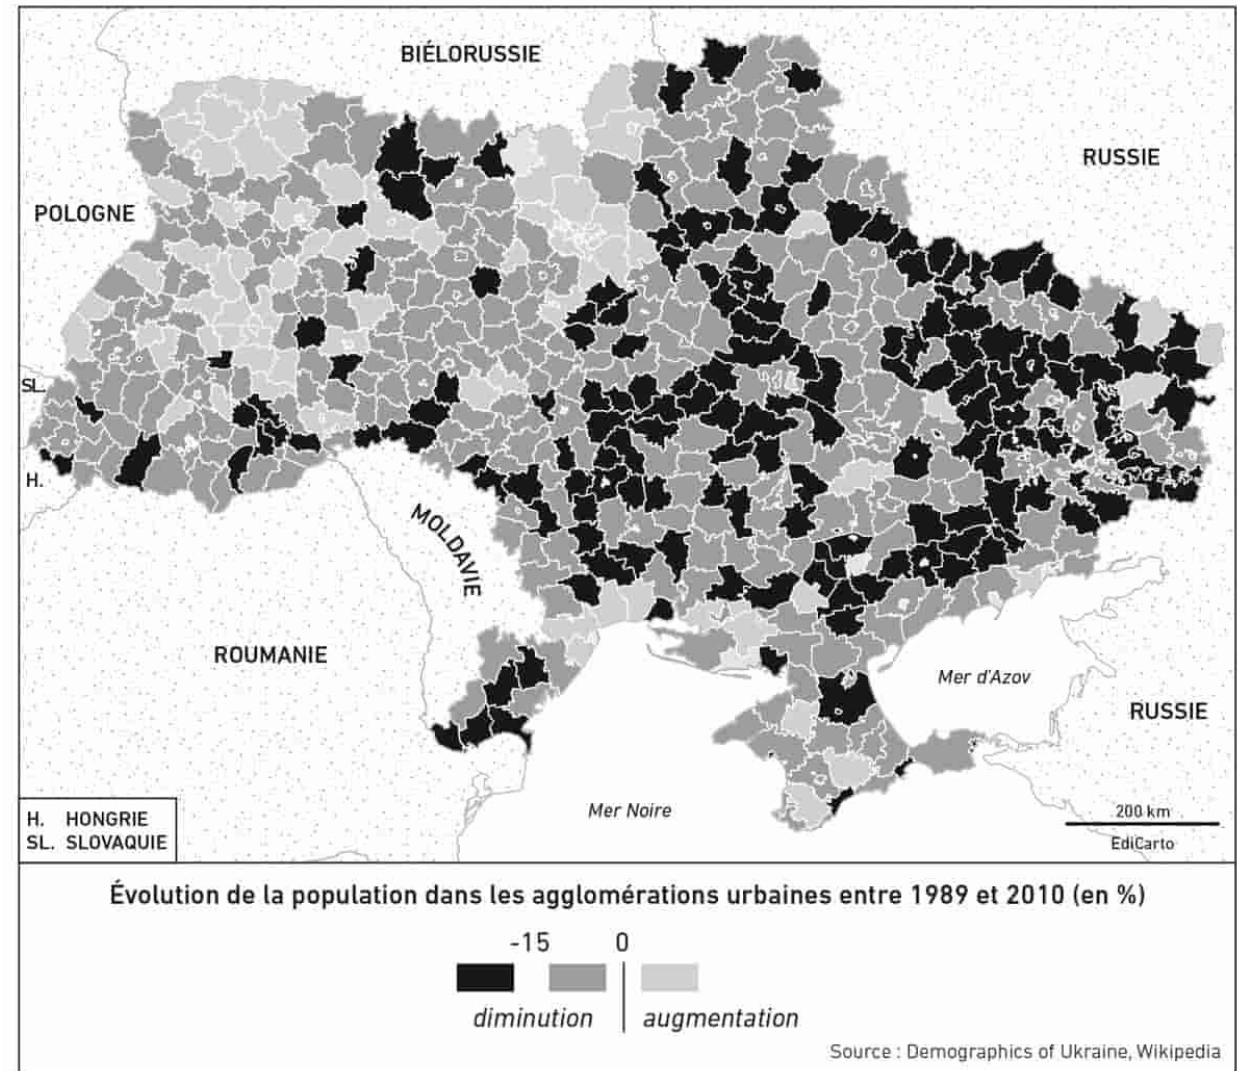 BIÉLORUSSIE
RUSSIE
POLOGNE
SL.
H.
MOLDAVIE
ROUMANIE
Mer d'Azov
RUSSIE
Mer Noire
200 km
EdiCarto
H. HONGRIE
SL. SLOVAQUIE
Évolution de la population dans les agglomérations urbaines entre 1989 et 2010 (en %)
-15 0
diminution augmentation
Source : Demographics of Ukraine, Wikipedia